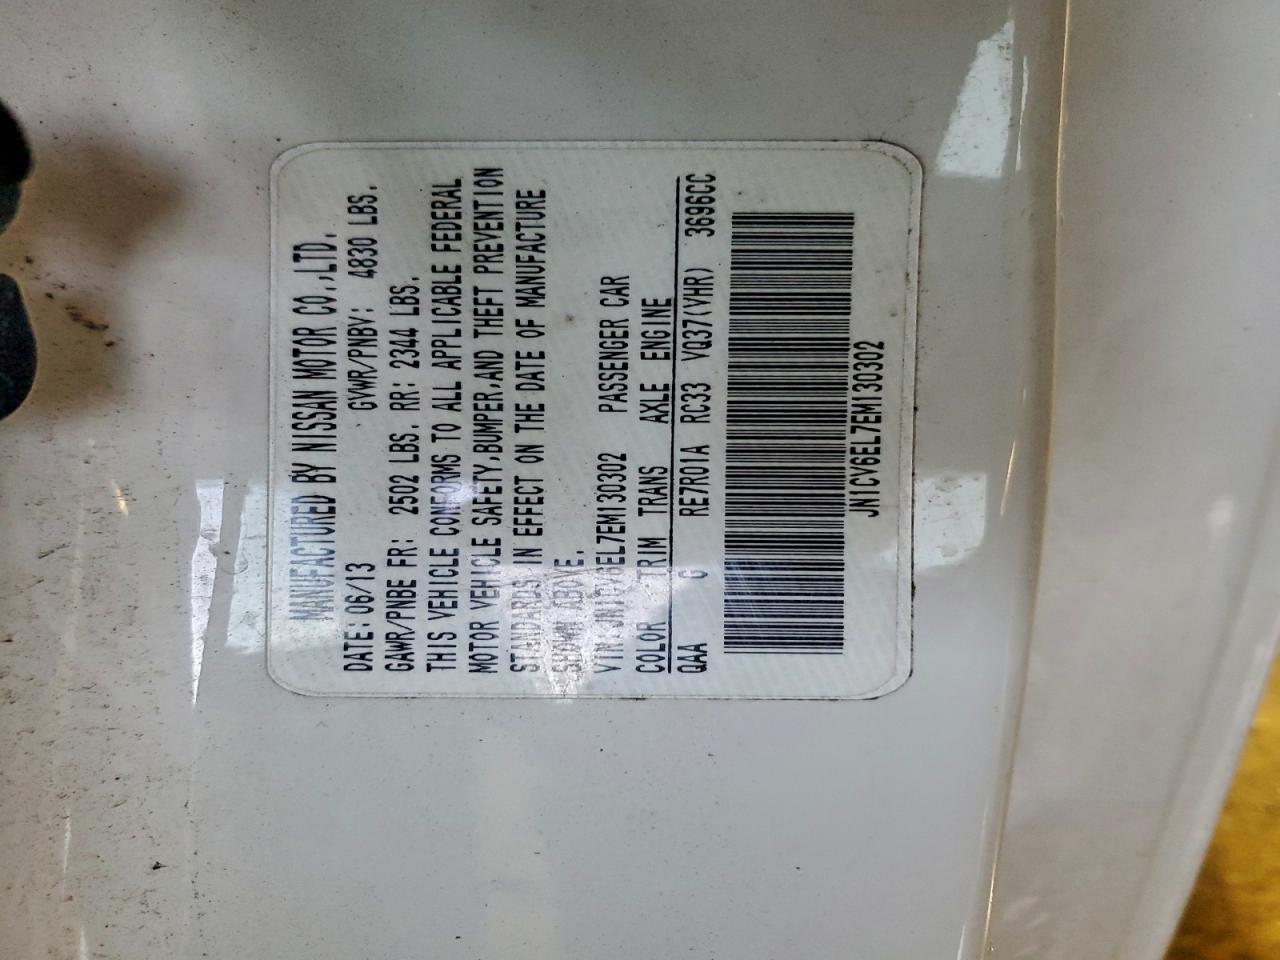 MANUFACTURED BY NISSAN MOTOR CO.,LTD.
DATE: 06/13 GVWR/PNBV: 4830 LBS.
GAWR/PNBE FR: 2502 LBS. RR: 2344 LBS.
THIS VEHICLE CONFORMS TO ALL APPLICABLE FEDERAL
MOTOR VEHICLE SAFETY,BUMPER,AND THEFT PREVENTION
STANDARDS IN EFFECT ON THE DATE OF MANUFACTURE
SHOWN ABOVE.
VIN: JN1CV6EL7EM130302 PASSENGER CAR
COLOR TRIM TRANS AXLE ENGINE
QAA G RE7R01A RC33 VQ37(VHR) 3696CC
JN1CV6EL7EM130302